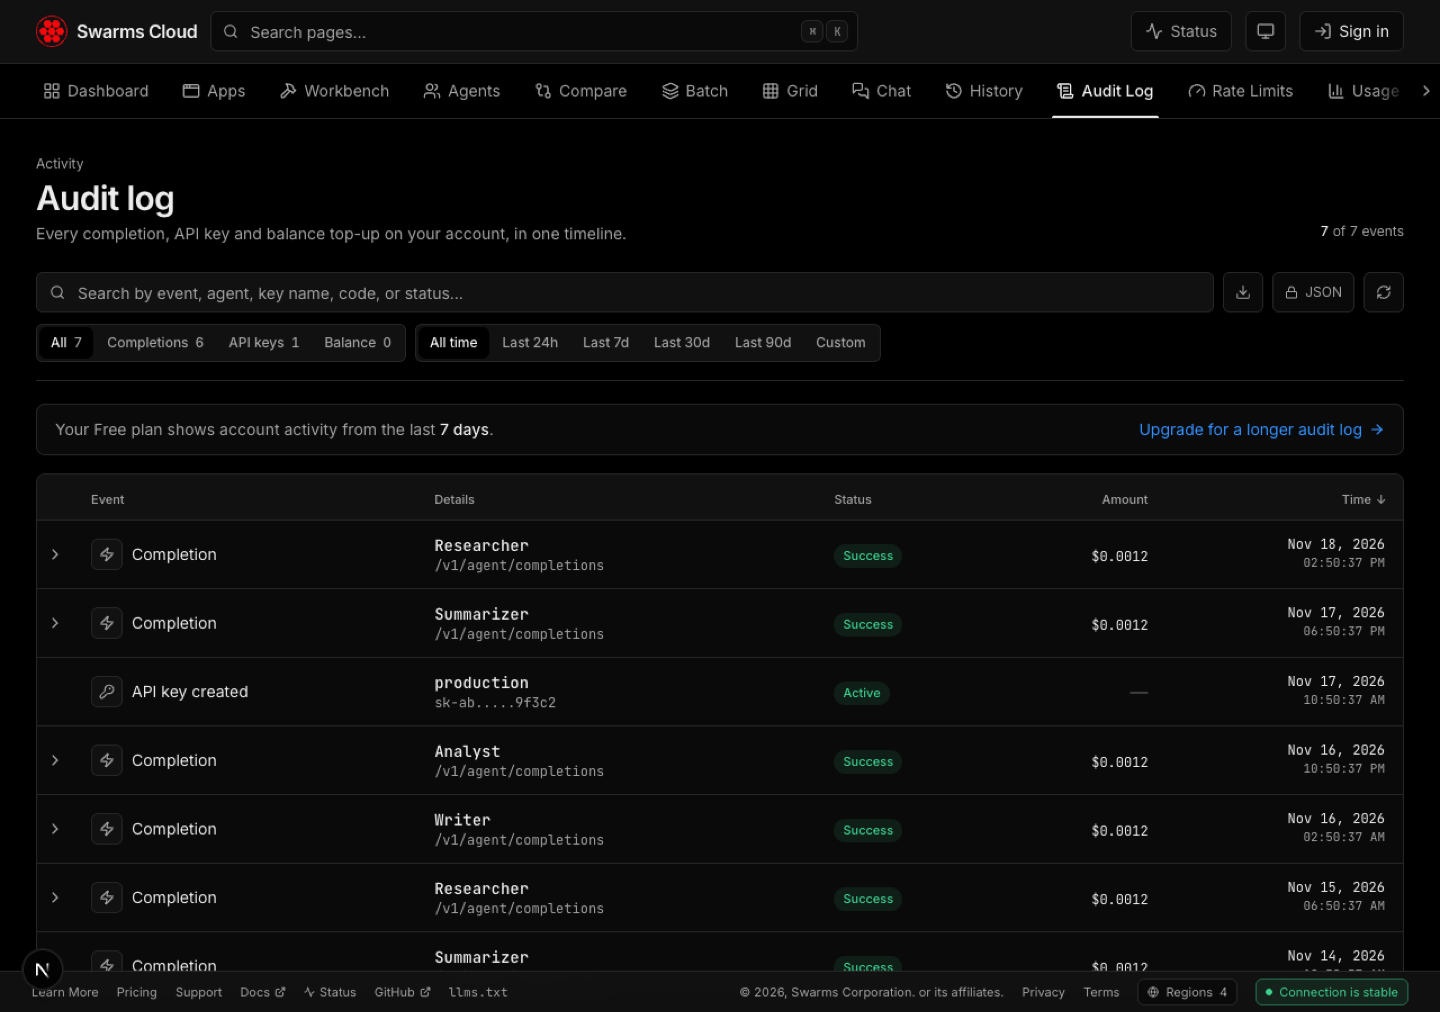 Swarms Cloud
Search pages...
⌘ K
Status
Sign in
Dashboard
Apps
Workbench
Agents
Compare
Batch
Grid
Chat
History
Audit Log
Rate Limits
Usage
Activity
Audit log
Every completion, API key and balance top-up on your account, in one timeline.
7 of 7 events
Search by event, agent, key name, code, or status...
JSON
All 7
Completions 6
API keys 1
Balance 0
All time
Last 24h
Last 7d
Last 30d
Last 90d
Custom
Your Free plan shows account activity from the last 7 days.
Upgrade for a longer audit log →
Event
Details
Status
Amount
Time ↓
Completion
Researcher
/v1/agent/completions
Success
$0.0012
Nov 18, 2026
02:50:37 PM
Completion
Summarizer
/v1/agent/completions
Success
$0.0012
Nov 17, 2026
06:50:37 PM
API key created
production
sk-ab.....9f3c2
Active
—
Nov 17, 2026
10:50:37 AM
Completion
Analyst
/v1/agent/completions
Success
$0.0012
Nov 16, 2026
10:50:37 PM
Completion
Writer
/v1/agent/completions
Success
$0.0012
Nov 16, 2026
02:50:37 AM
Completion
Researcher
/v1/agent/completions
Success
$0.0012
Nov 15, 2026
06:50:37 AM
Completion
Summarizer
Success
$0.0012
Nov 14, 2026
N
Learn More
Pricing
Support
Docs
Status
GitHub
llms.txt
© 2026, Swarms Corporation. or its affiliates.
Privacy
Terms
Regions 4
Connection is stable